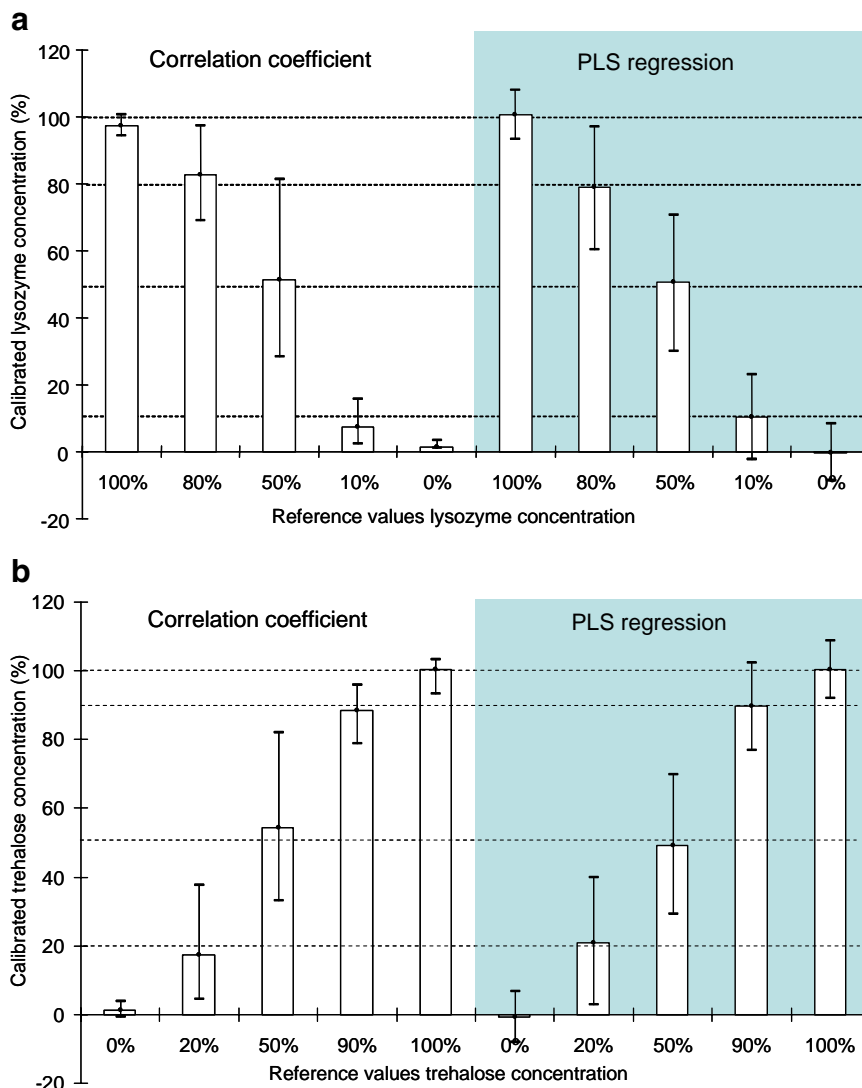 a
Correlation coefficient
PLS regression
Calibrated lysozyme concentration (%)
120
100
80
60
40
20
0
-20
100% 80% 50% 10% 0% 100% 80% 50% 10% 0%
Reference values lysozyme concentration
b
Correlation coefficient
PLS regression
Calibrated trehalose concentration (%)
120
100
80
60
40
20
0
-20
0% 20% 50% 90% 100% 0% 20% 50% 90% 100%
Reference values trehalose concentration